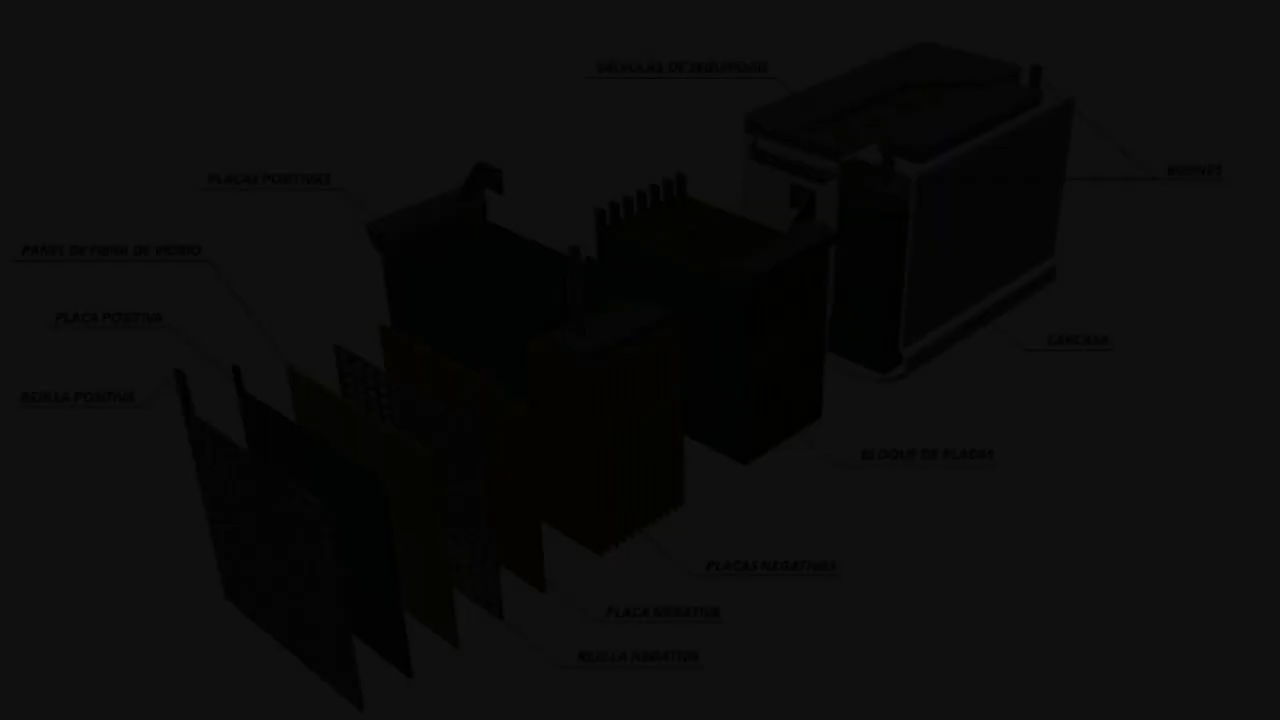 VÁLVULAS DE SEGURIDAD
BORNES
PLACAS POSITIVAS
PANEL DE FIBRA DE VIDRIO
PLACA POSITIVA
CARCASA
REJILLA POSITIVA
BLOQUE DE PLACAS
PLACAS NEGATIVAS
PLACA NEGATIVA
REJILLA NEGATIVA